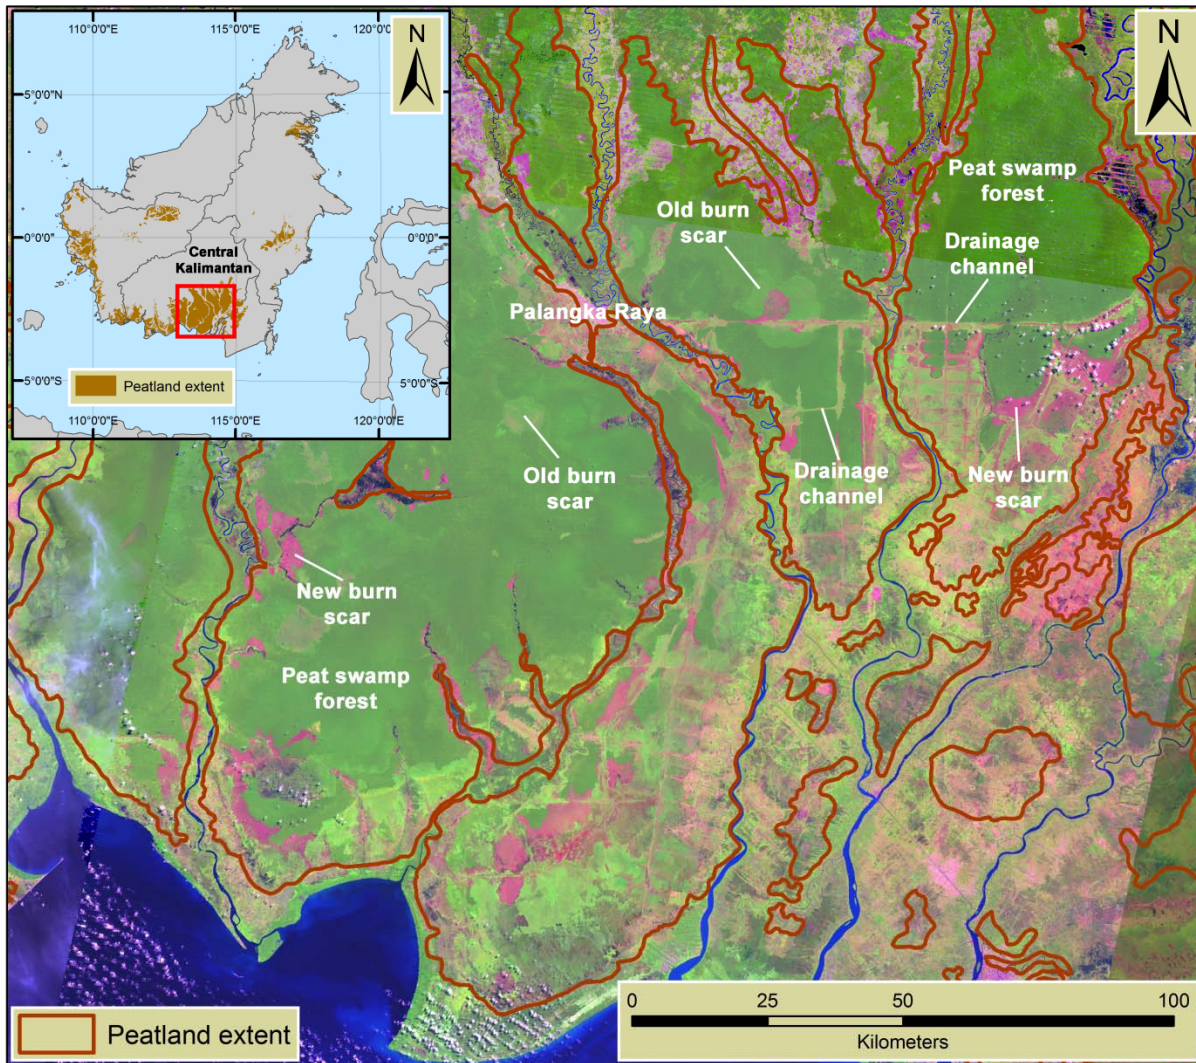 110°0'0"E
115°0'0"E
120°0'0"
N
5°0'0"N
0°0'0"
0°0'0"
Central
Kalimantan
5°0'0"S
5°0'0"S
Peatland extent
110°0'0"E
115°0'0"E
120°0'0"
N
Peat swamp
forest
Old burn
scar
Drainage
channel
Palangka Raya
Old burn
scar
Drainage
channel
New burn
scar
New burn
scar
Peat swamp
forest
Peatland extent
0
25
50
100
Kilometers